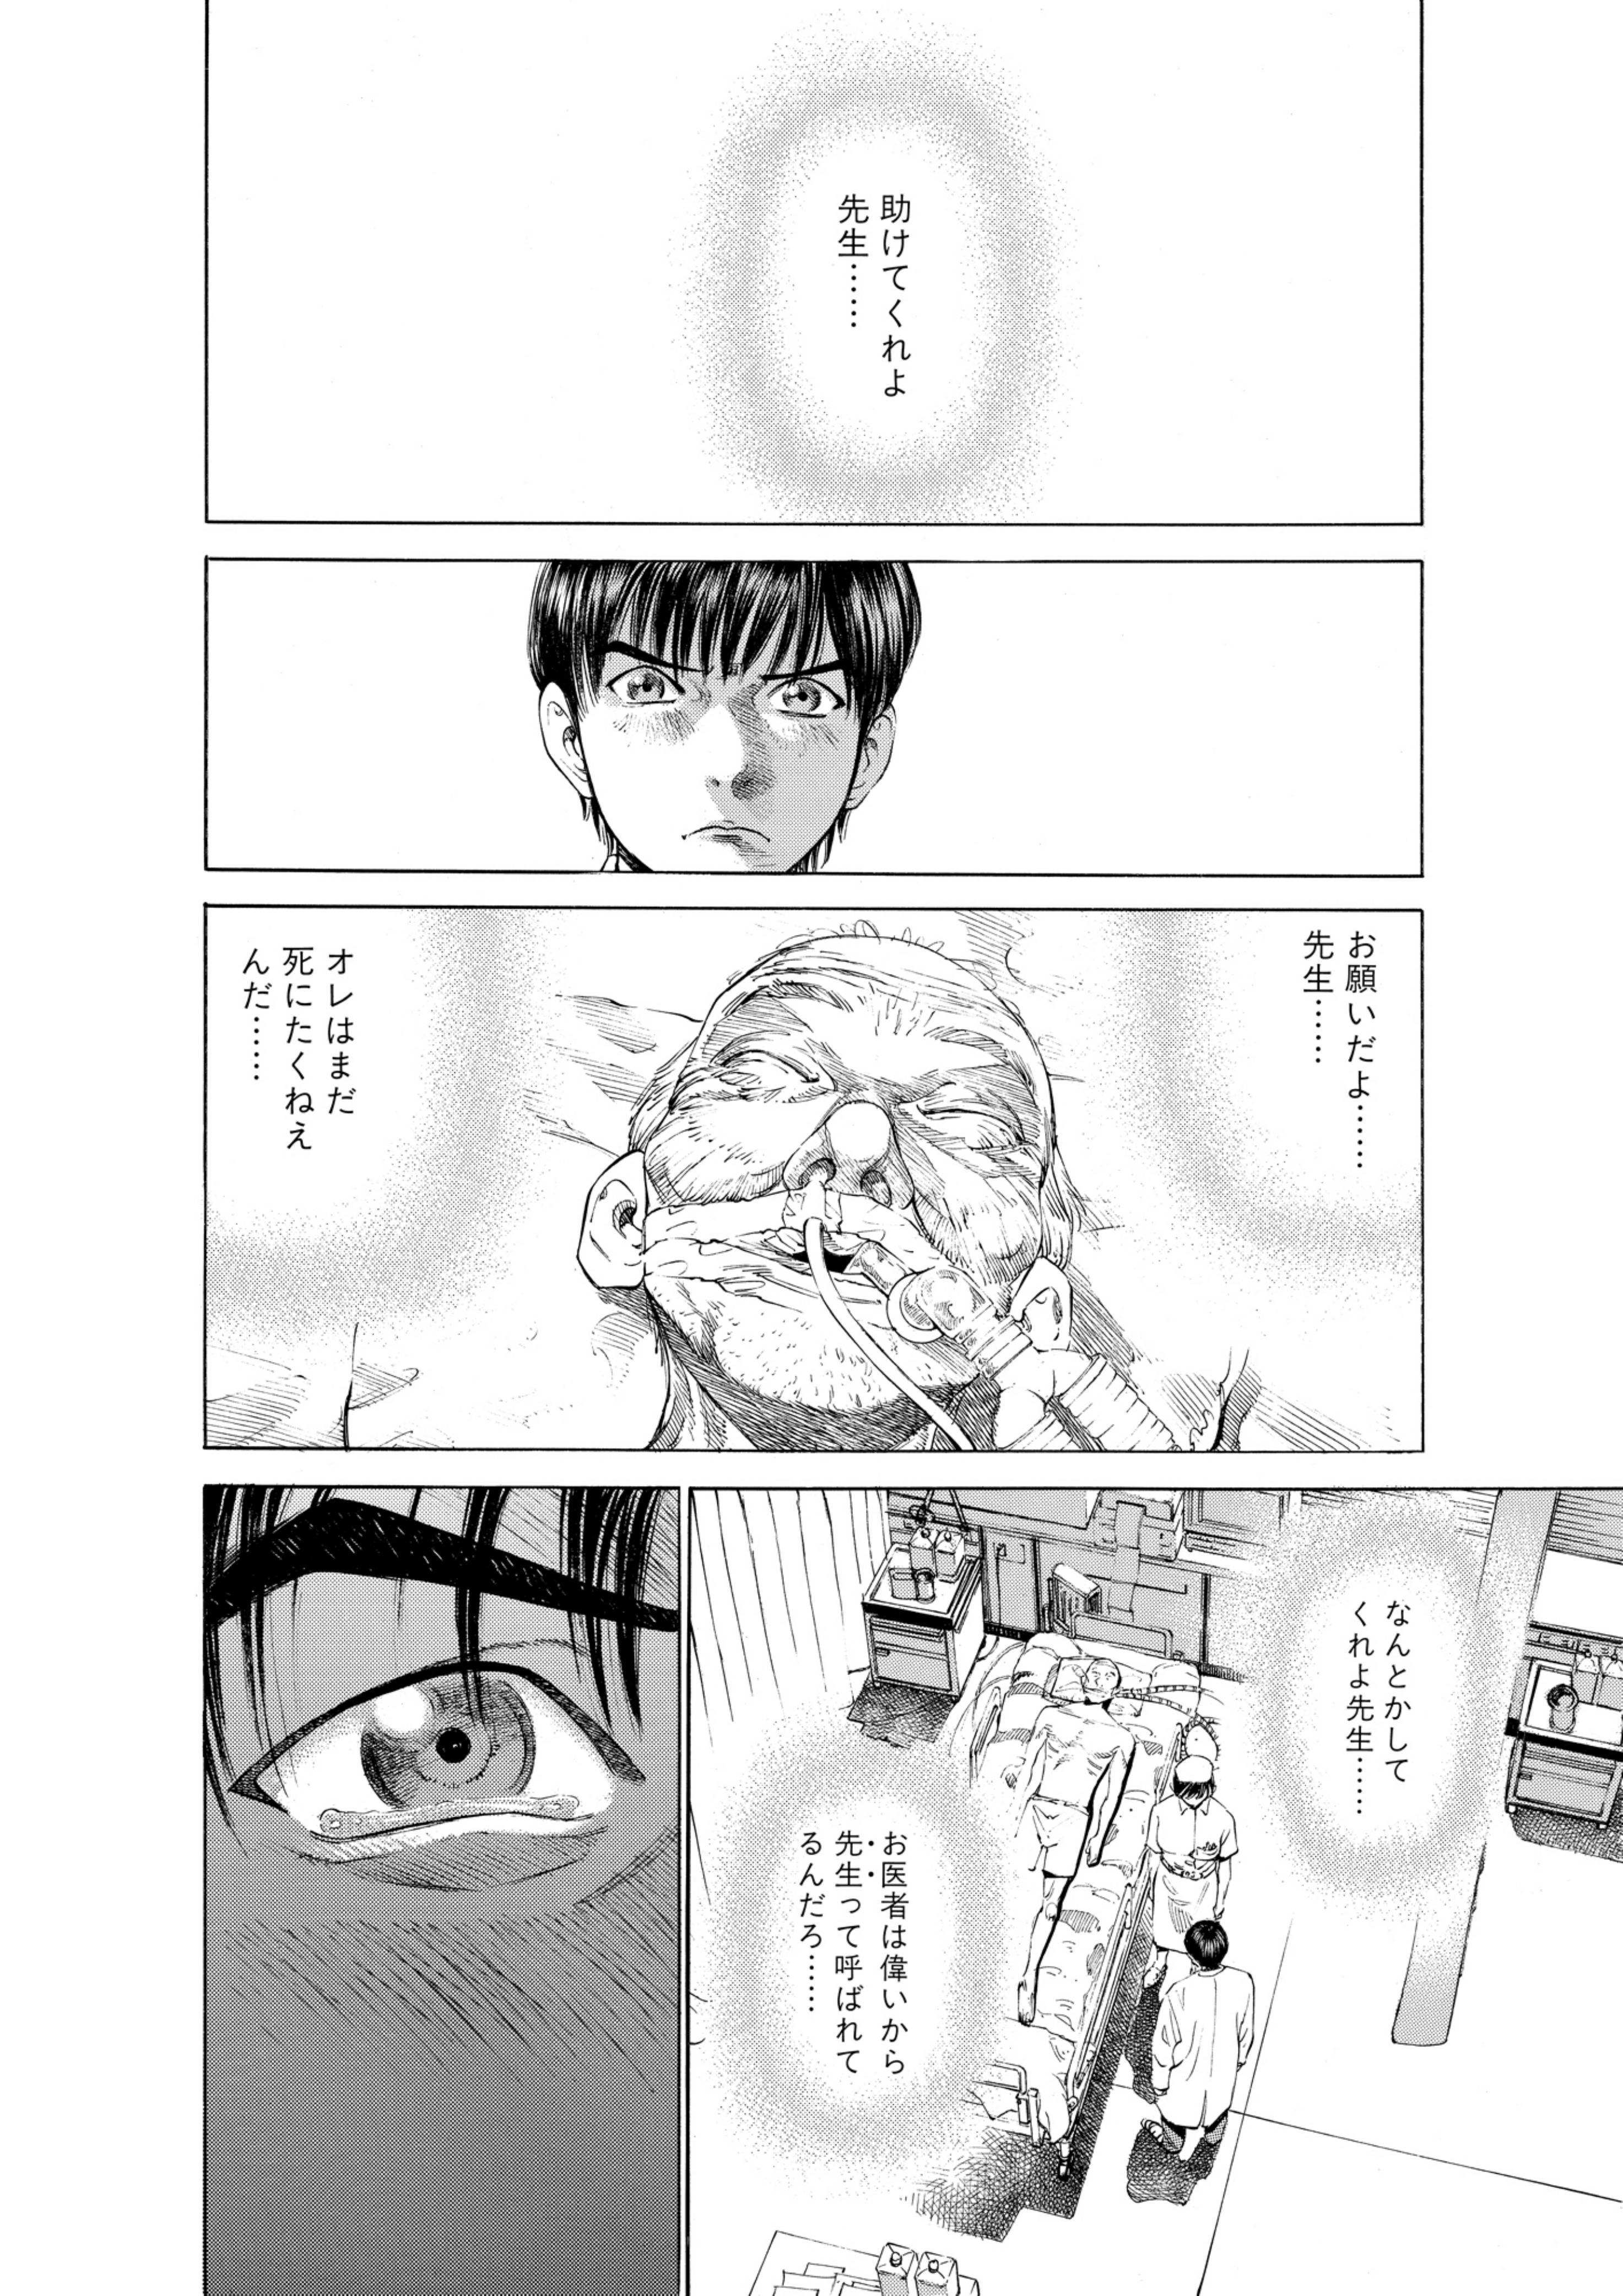 助けてくれよ
先生……
お願いだよ……
先生……
オレはまだ
死にたくねえ
んだ……
なんとかして
くれよ先生……
お医者は偉いから
先生って呼ばれて
るんだろ……